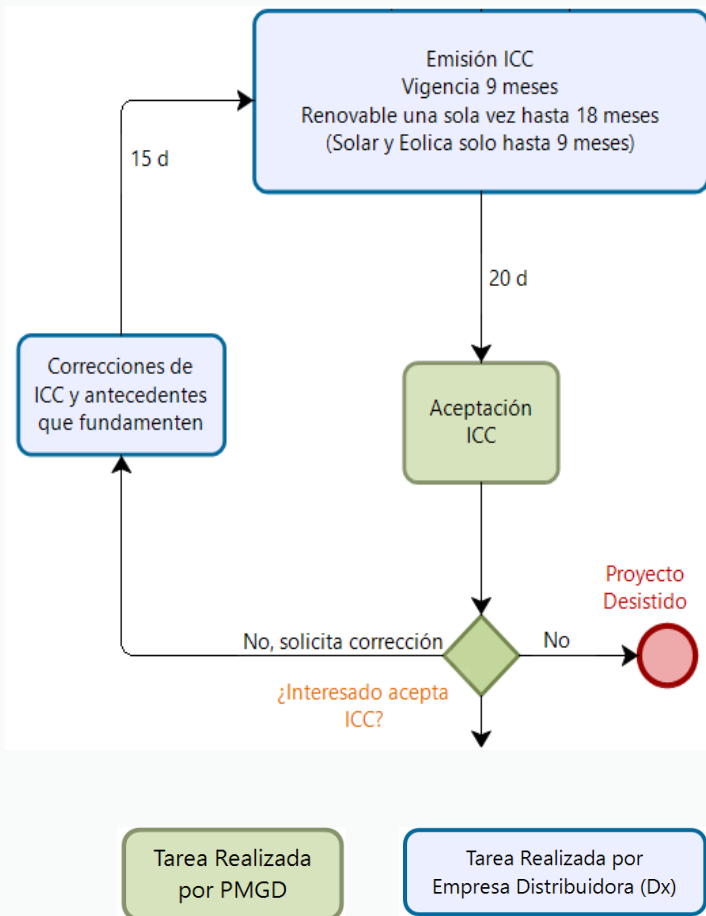 Emisión ICC
Vigencia 9 meses
Renovable una sola vez hasta 18 meses
(Solar y Eolica solo hasta 9 meses)
15 d
20 d
Correcciones de
ICC y antecedentes
que fundamenten
Aceptación
ICC
Proyecto
Desistido
No, solicita corrección
No
¿Interesado acepta
ICC?
Tarea Realizada
por PMGD
Tarea Realizada por
Empresa Distribuidora (Dx)